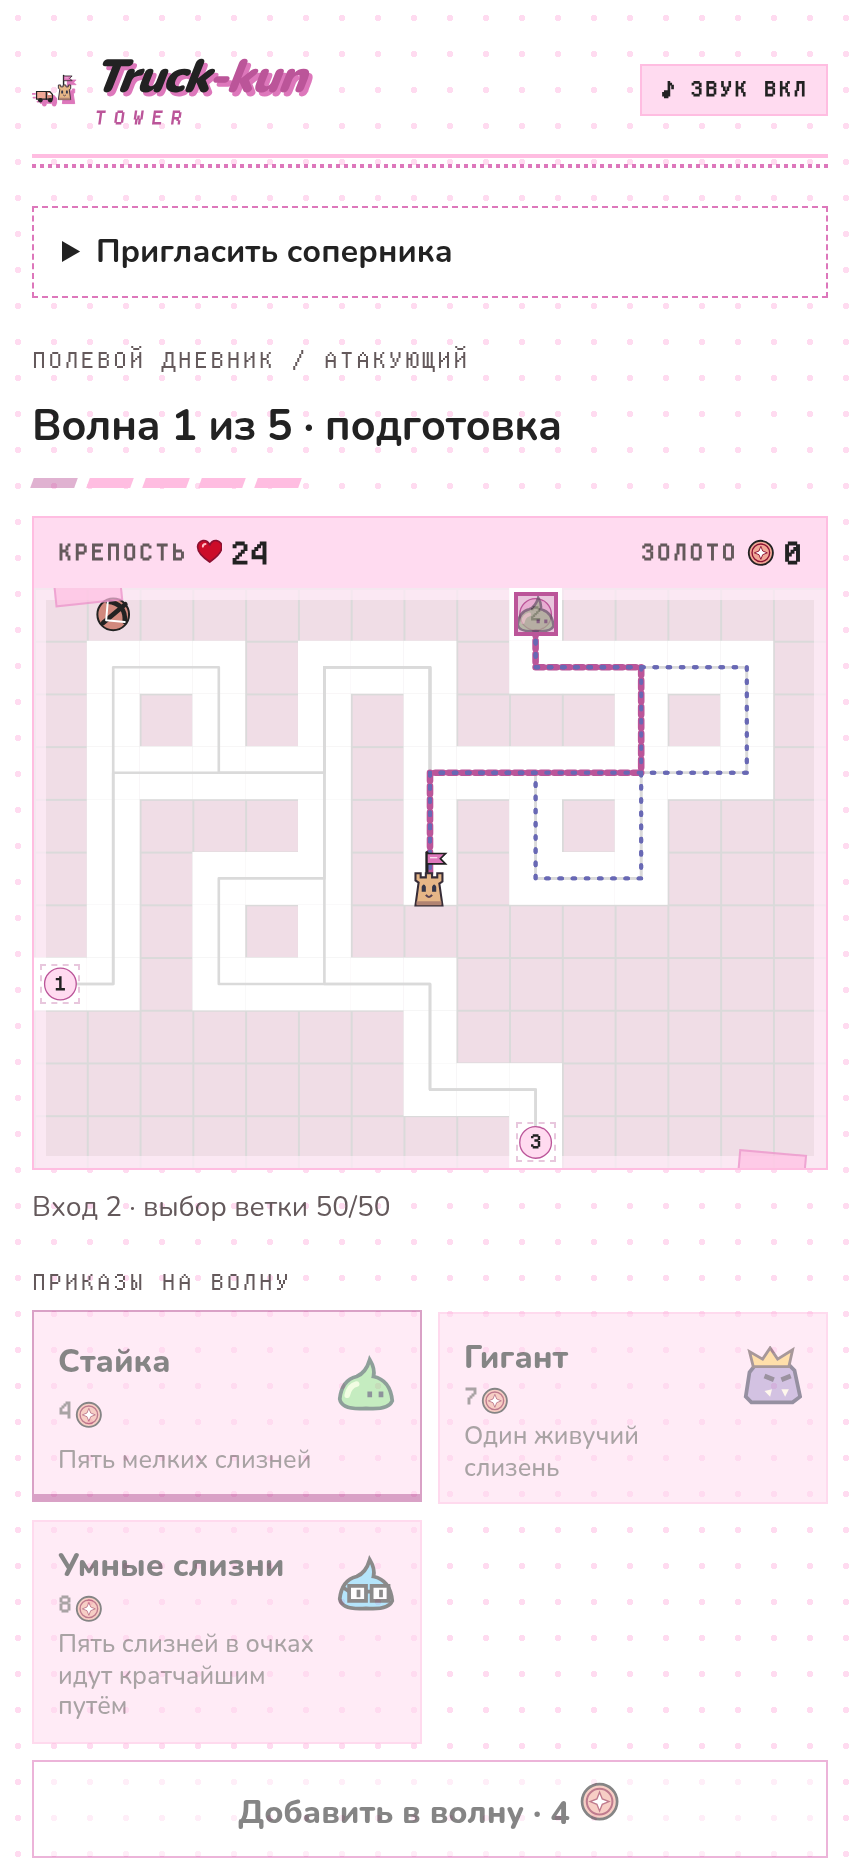 Truck-kun
TOWER
♪ ЗВУК ВКЛ
▶ Пригласить соперника
ПОЛЕВОЙ ДНЕВНИК / АТАКУЮЩИЙ
Волна 1 из 5 · подготовка
КРЕПОСТЬ 24
ЗОЛОТО 0
1
3
Вход 2 · выбор ветки 50/50
ПРИКАЗЫ НА ВОЛНУ
Стайка
4
Пять мелких слизней
Гигант
7
Один живучий
слизень
Умные слизни
8
Пять слизней в очках
идут кратчайшим
путём
Добавить в волну · 4